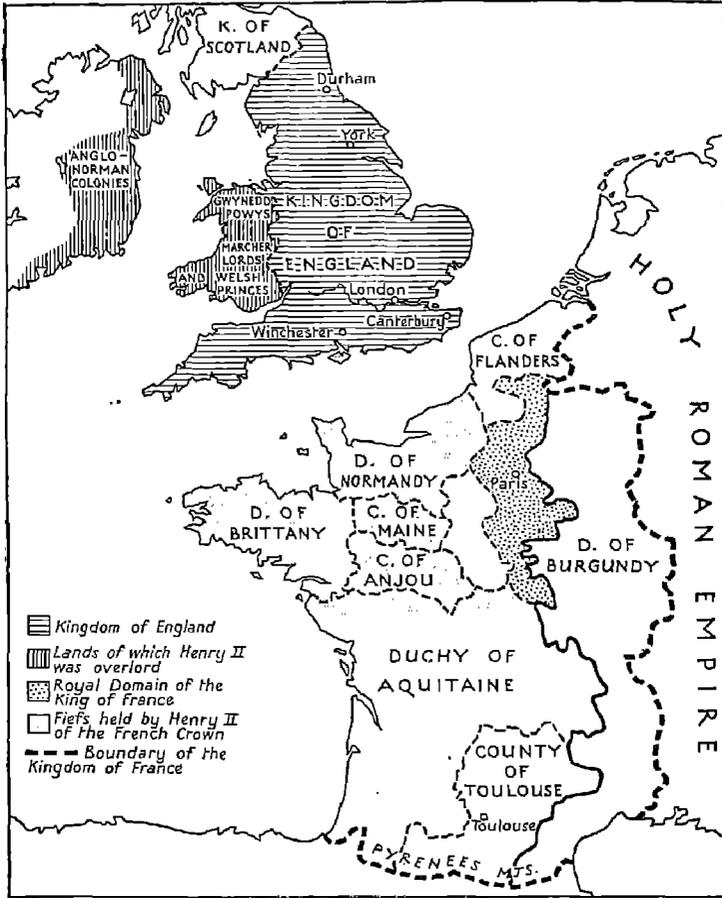 K. OF
SCOTLAND
Durham
York
ANGLO-
NORMAN
COLONIES
GWYNEDD
POWYS
MARCHER
LORDS
AND WELSH
PRINCES
KINGDOM
OF
ENGLAND
London
Canterbury
Winchester
HOLY ROMAN EMPIRE
C. OF
FLANDERS
D. OF
NORMANDY
Paris
D. OF
BRITTANY
C. OF
MAINE
C. OF
ANJOU
D. OF
BURGUNDY
DUCHY OF
AQUITAINE
COUNTY
OF
TOULOUSE
Toulouse
PYRENEES MTS.
Kingdom of England
Lands of which Henry II
was overlord
Royal Domain of the
King of France
Fiefs held by Henry II
of the French Crown
Boundary of the
Kingdom of France